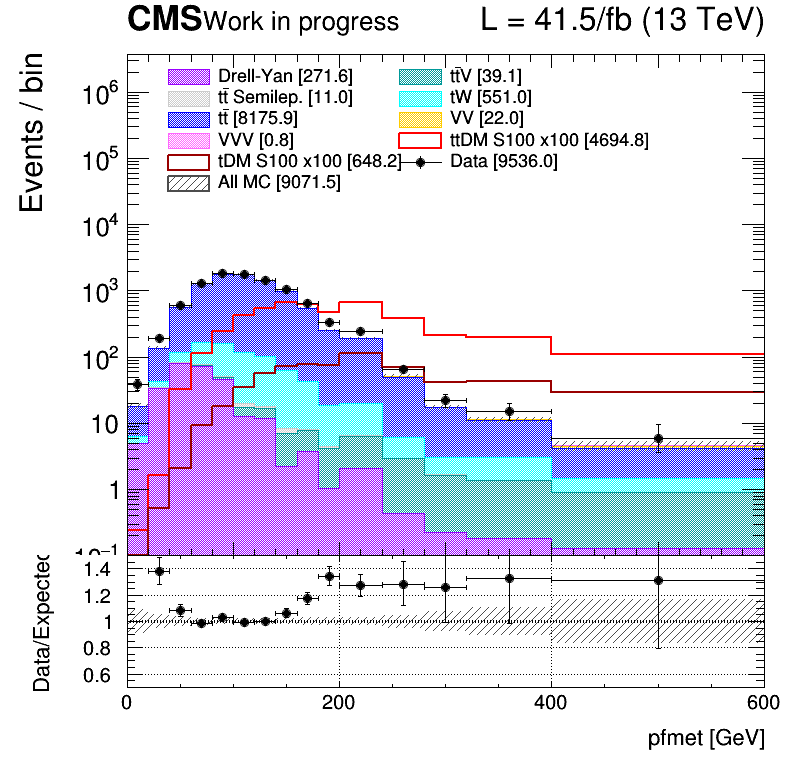 CMS Work in progress L = 41.5/fb (13 TeV)
Events / bin
Drell-Yan [271.6] tt̄V [39.1]
tt̄ Semilep. [11.0] tW [551.0]
tt̄ [8175.9] VV [22.0]
VVV [0.8] ttDM S100 x100 [4694.8]
tDM S100 x100 [648.2] Data [9536.0]
All MC [9071.5]
10⁶
10⁵
10⁴
10³
10²
10
1
10⁻¹
Data/Expected
1.4
1.2
1
0.8
0.6
0 200 400 600
pfmet [GeV]